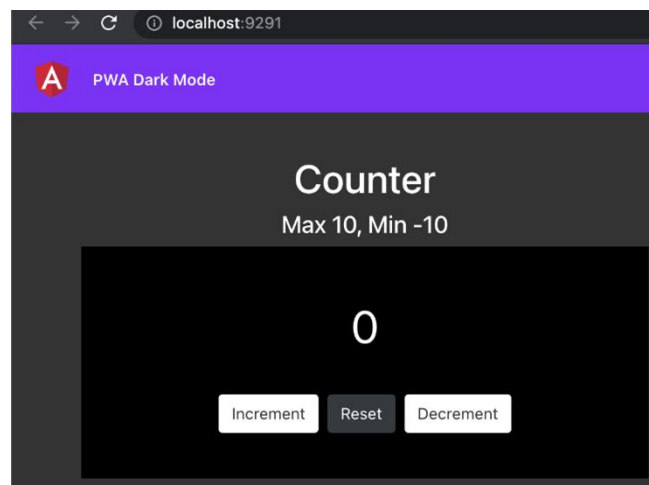 localhost:9291
A
PWA Dark Mode
Counter
Max 10, Min -10
0
Increment Reset Decrement